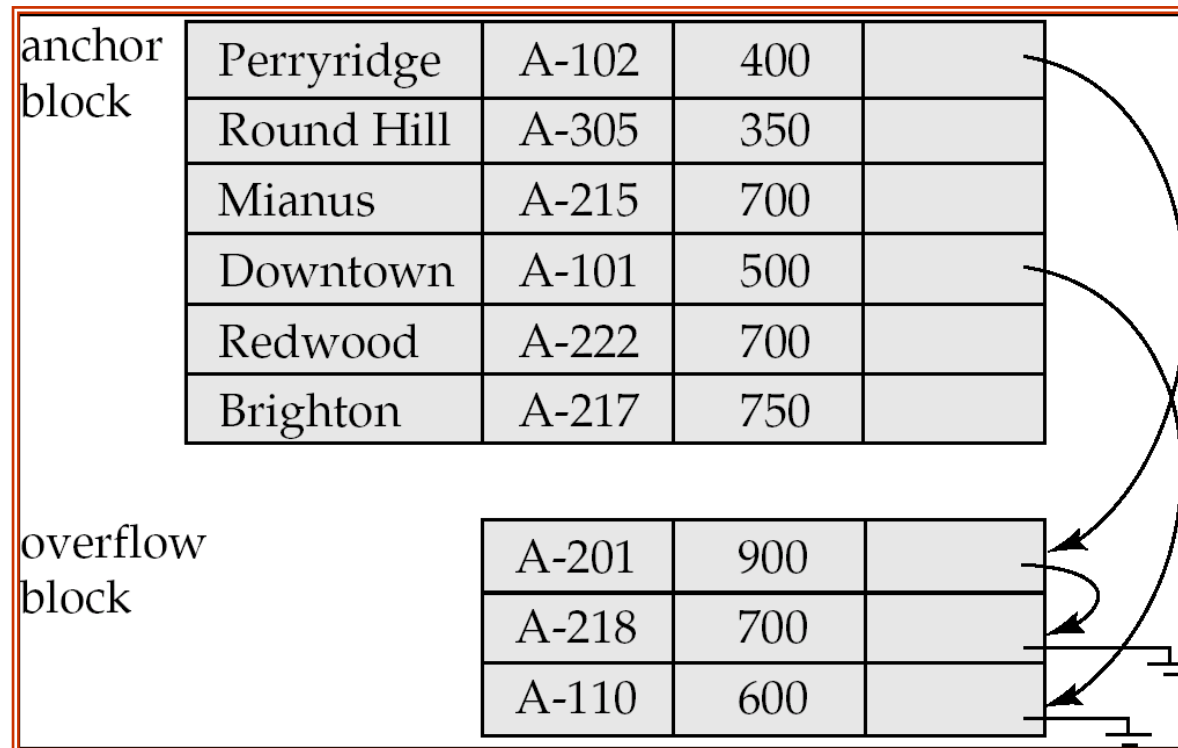 anchor
block
Perryridge A-102 400
Round Hill A-305 350
Mianus A-215 700
Downtown A-101 500
Redwood A-222 700
Brighton A-217 750
overflow
block
A-201 900
A-218 700
A-110 600